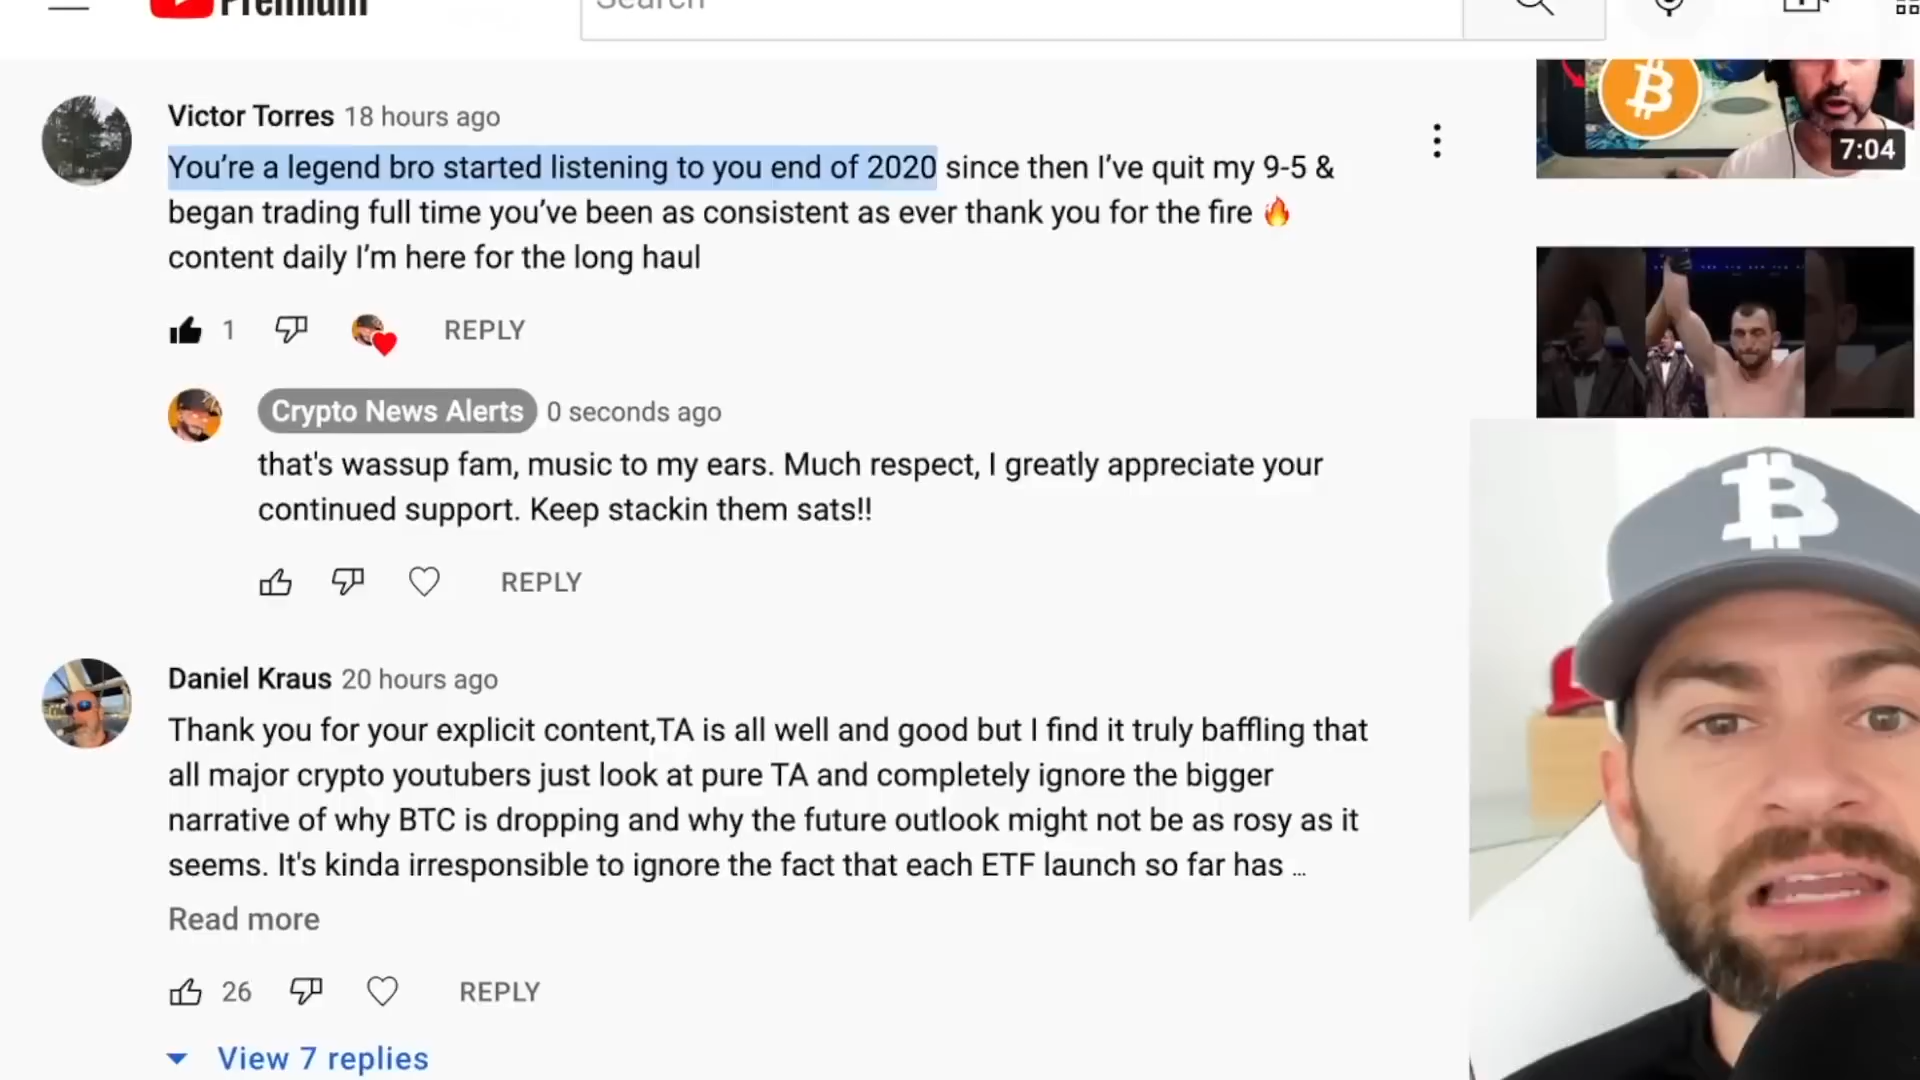 Premium
Search
Victor Torres 18 hours ago
You’re a legend bro started listening to you end of 2020 since then I’ve quit my 9-5 &
began trading full time you’ve been as consistent as ever thank you for the fire 🔥
content daily I’m here for the long haul
1 REPLY
Crypto News Alerts 0 seconds ago
that's wassup fam, music to my ears. Much respect, I greatly appreciate your
continued support. Keep stackin them sats!!
REPLY
Daniel Kraus 20 hours ago
Thank you for your explicit content,TA is all well and good but I find it truly baffling that
all major crypto youtubers just look at pure TA and completely ignore the bigger
narrative of why BTC is dropping and why the future outlook might not be as rosy as it
seems. It's kinda irresponsible to ignore the fact that each ETF launch so far has ...
Read more
26 REPLY
View 7 replies
7:04